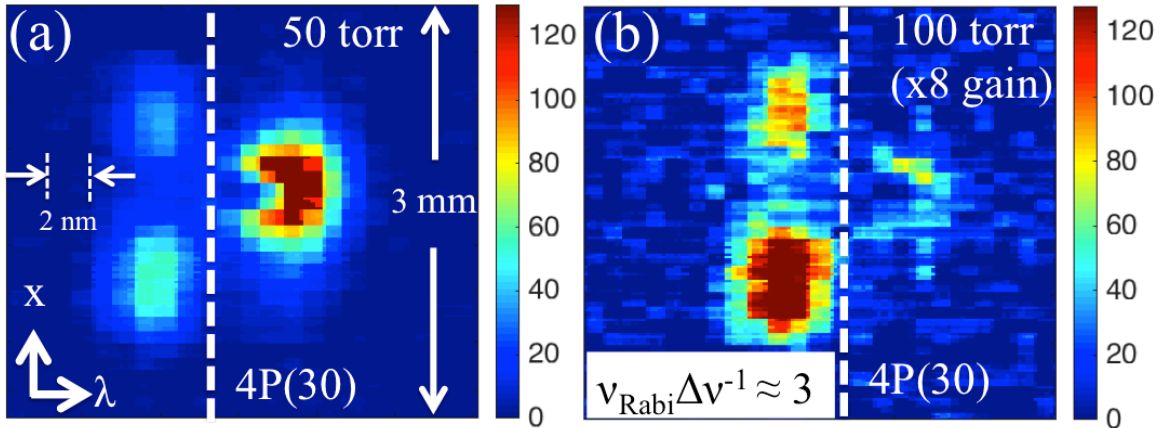 (a)
50 torr
2 nm
3 mm
x
λ
4P(30)
120
100
80
60
40
20
0
(b)
100 torr
(x8 gain)
ν_Rabi Δν⁻¹ ≈ 3
4P(30)
120
100
80
60
40
20
0